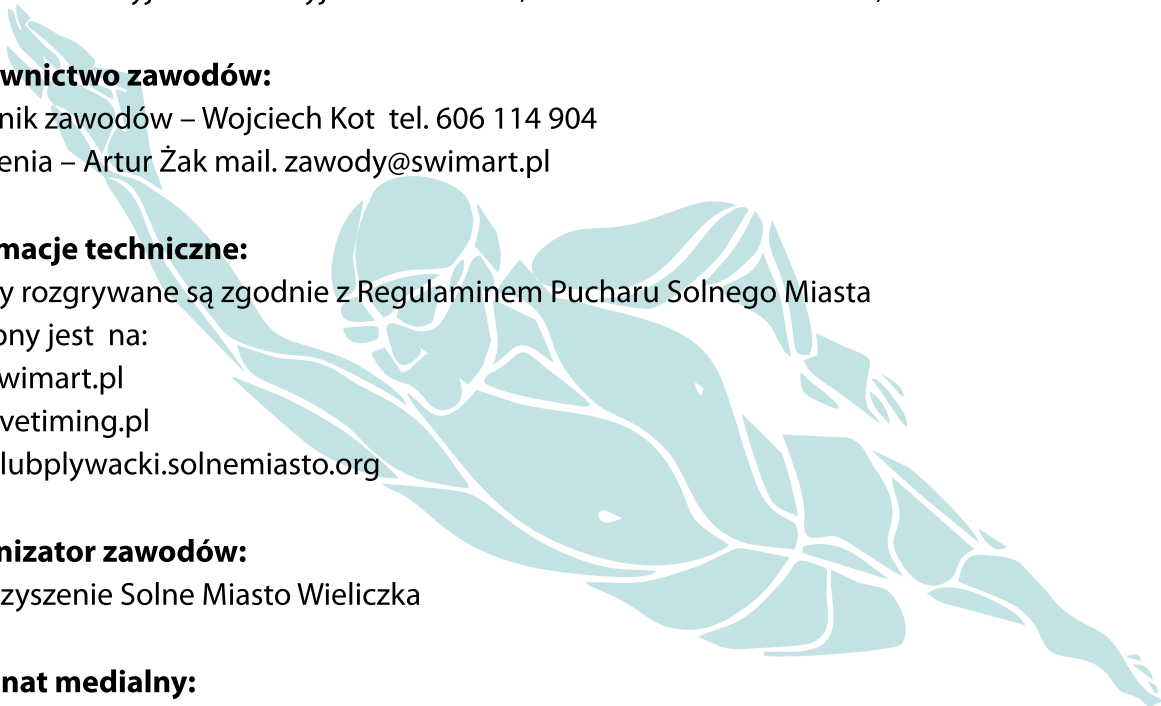 wnictwo zawodów:
nik zawodów – Wojciech Kot tel. 606 114 904
enia – Artur Żak mail. zawody@swimart.pl
macje techniczne:
y rozgrywane są zgodnie z Regulaminem Pucharu Solnego Miasta
ony jest na:
wimart.pl
vetiming.pl
lubplywacki.solnemiasto.org
nizator zawodów:
zyszenie Solne Miasto Wieliczka
nat medialny: